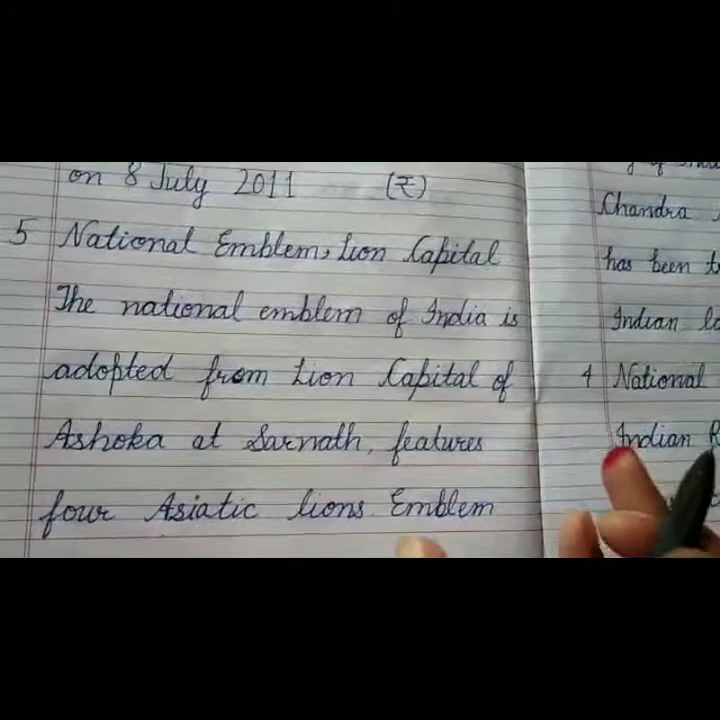 on 8 July 2011 (₹)
5 National Emblem, Lion Capital
The national emblem of India is
adopted from Lion Capital of
Ashoka at Sarnath, features
four Asiatic lions Emblem
Chandra
has been
Indian
4 National
Indian